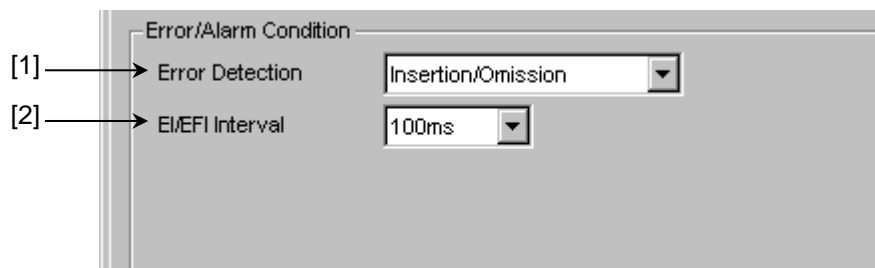 Error/Alarm Condition
[1] Error Detection Insertion/Omission
[2] EI/EFI Interval 100ms